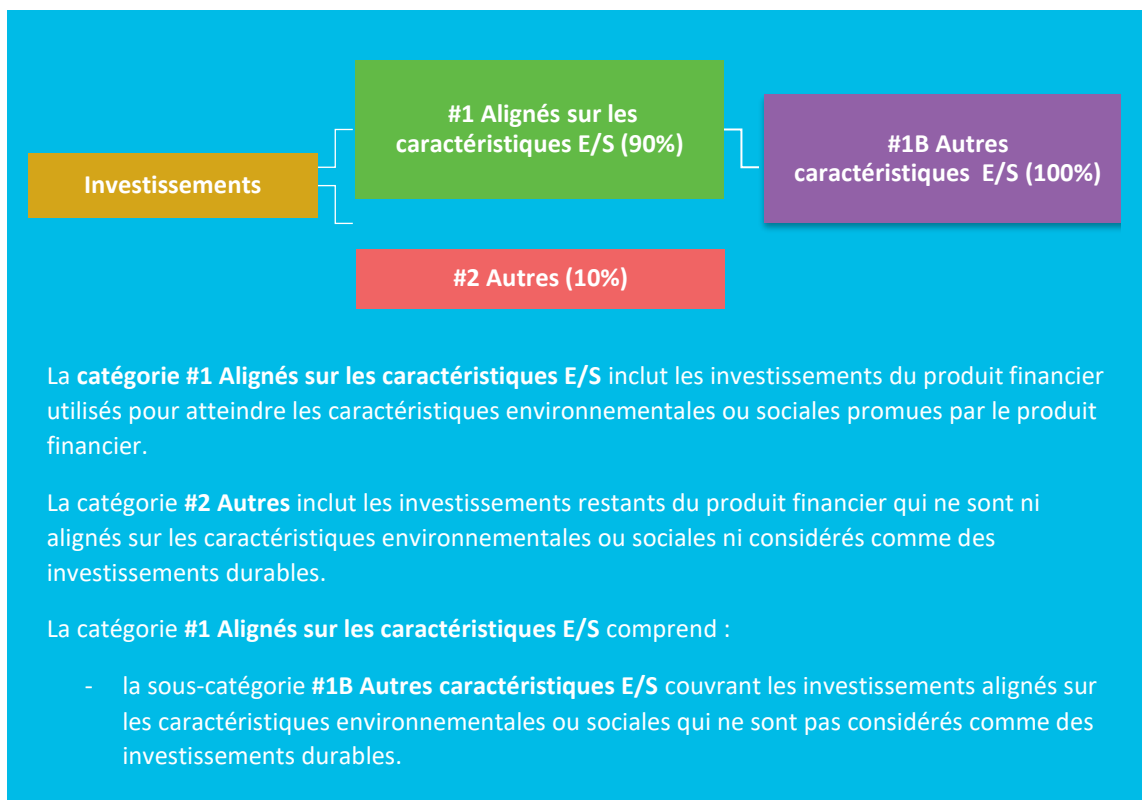 #1 Alignés sur les
caractéristiques E/S (90%)
#1B Autres
caractéristiques E/S (100%)
Investissements
#2 Autres (10%)
La catégorie #1 Alignés sur les caractéristiques E/S inclut les investissements du produit financier
utilisés pour atteindre les caractéristiques environnementales ou sociales promues par le produit
financier.
La catégorie #2 Autres inclut les investissements restants du produit financier qui ne sont ni
alignés sur les caractéristiques environnementales ou sociales ni considérés comme des
investissements durables.
La catégorie #1 Alignés sur les caractéristiques E/S comprend :
- la sous-catégorie #1B Autres caractéristiques E/S couvrant les investissements alignés sur
les caractéristiques environnementales ou sociales qui ne sont pas considérés comme des
investissements durables.